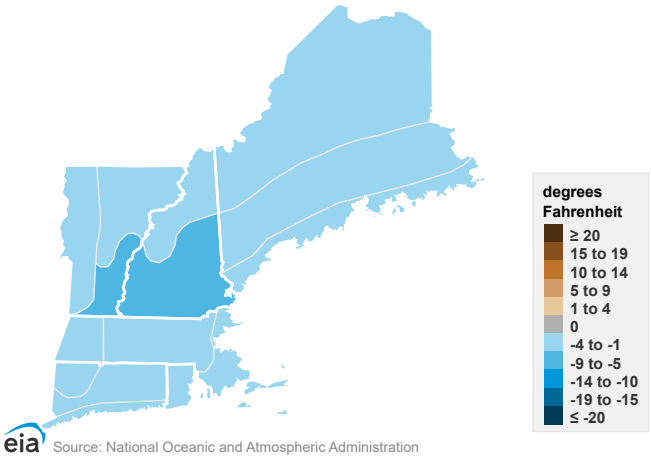 degrees
Fahrenheit
≥ 20
15 to 19
10 to 14
5 to 9
1 to 4
0
-4 to -1
-9 to -5
-14 to -10
-19 to -15
≤ -20
eia
Source: National Oceanic and Atmospheric Administration